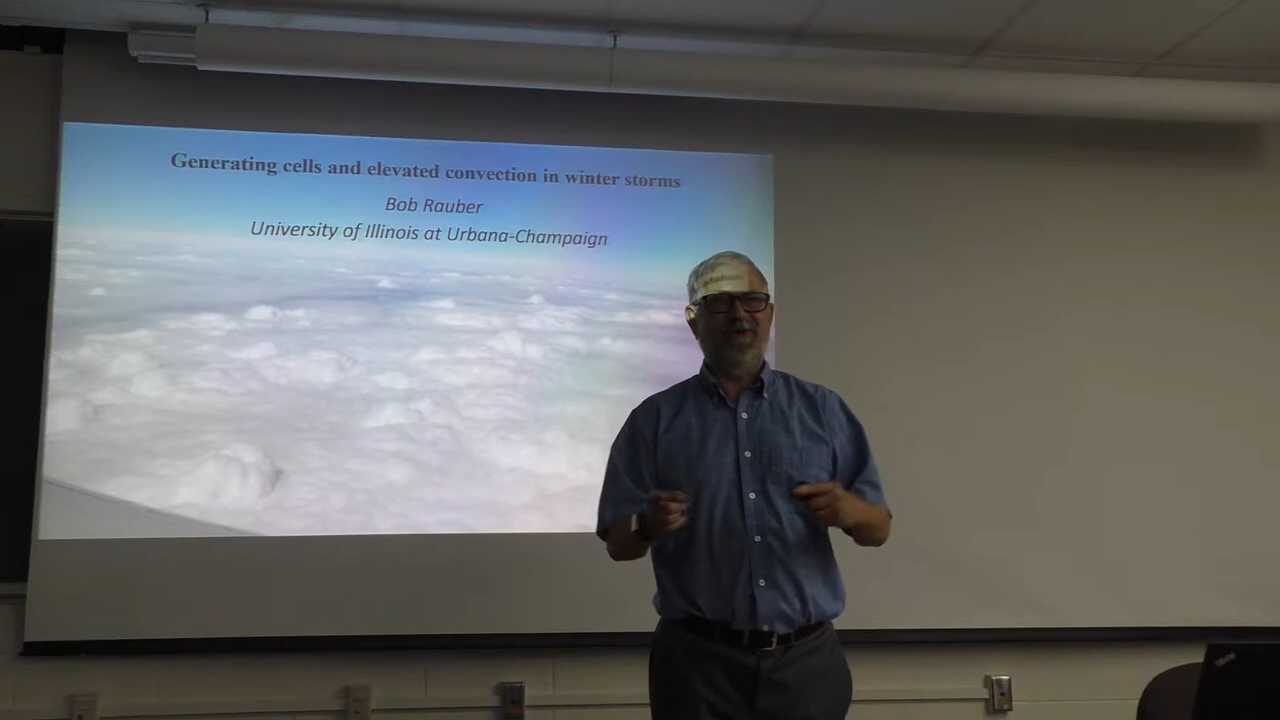 Generating cells and elevated convection in winter storms
Bob Rauber
University of Illinois at Urbana-Champaign